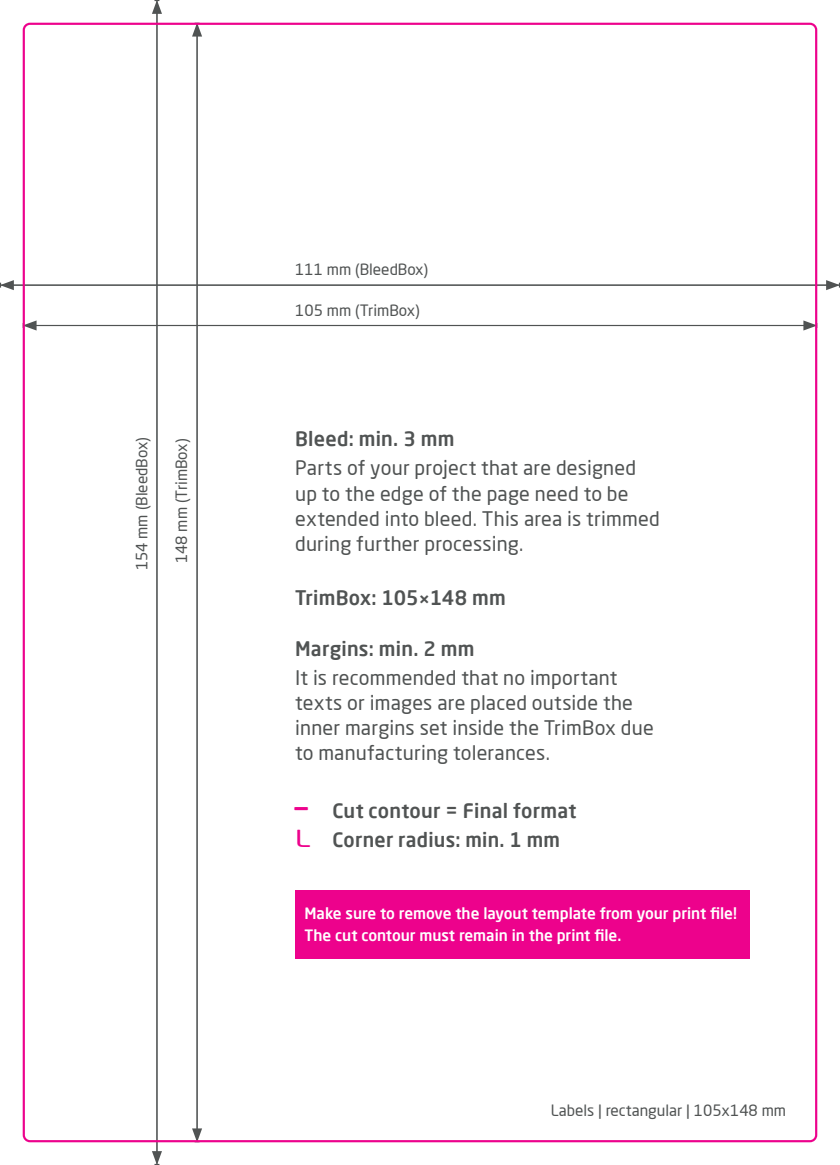 111 mm (BleedBox)
105 mm (TrimBox)
154 mm (BleedBox)
148 mm (TrimBox)
Bleed: min. 3 mm
Parts of your project that are designed
up to the edge of the page need to be
extended into bleed. This area is trimmed
during further processing.
TrimBox: 105×148 mm
Margins: min. 2 mm
It is recommended that no important
texts or images are placed outside the
inner margins set inside the TrimBox due
to manufacturing tolerances.
Cut contour = Final format
Corner radius: min. 1 mm
Make sure to remove the layout template from your print file!
The cut contour must remain in the print file.
Labels | rectangular | 105x148 mm